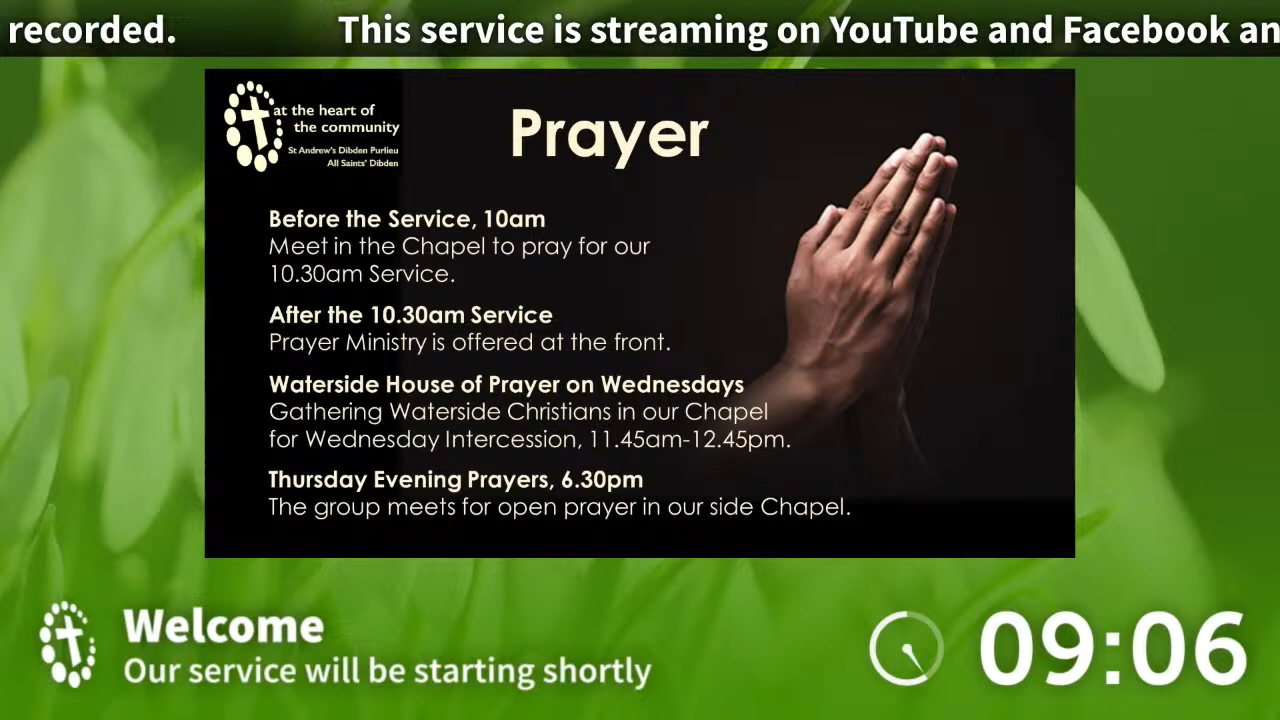 recorded. This service is streaming on YouTube and Facebook an
at the heart of
the community
St Andrew's Dibden Purlieu
All Saints' Dibden
Prayer
Before the Service, 10am
Meet in the Chapel to pray for our
10.30am Service.
After the 10.30am Service
Prayer Ministry is offered at the front.
Waterside House of Prayer on Wednesdays
Gathering Waterside Christians in our Chapel
for Wednesday Intercession, 11.45am-12.45pm.
Thursday Evening Prayers, 6.30pm
The group meets for open prayer in our side Chapel.
Welcome
Our service will be starting shortly
09:06